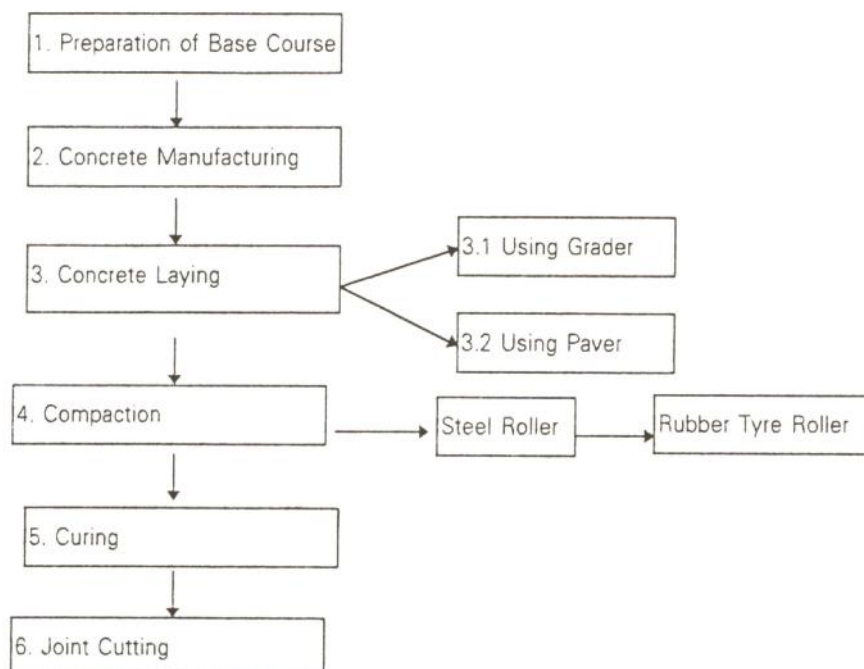 1. Preparation of Base Course
2. Concrete Manufacturing
3. Concrete Laying
3.1 Using Grader
3.2 Using Paver
4. Compaction
Steel Roller
Rubber Tyre Roller
5. Curing
6. Joint Cutting